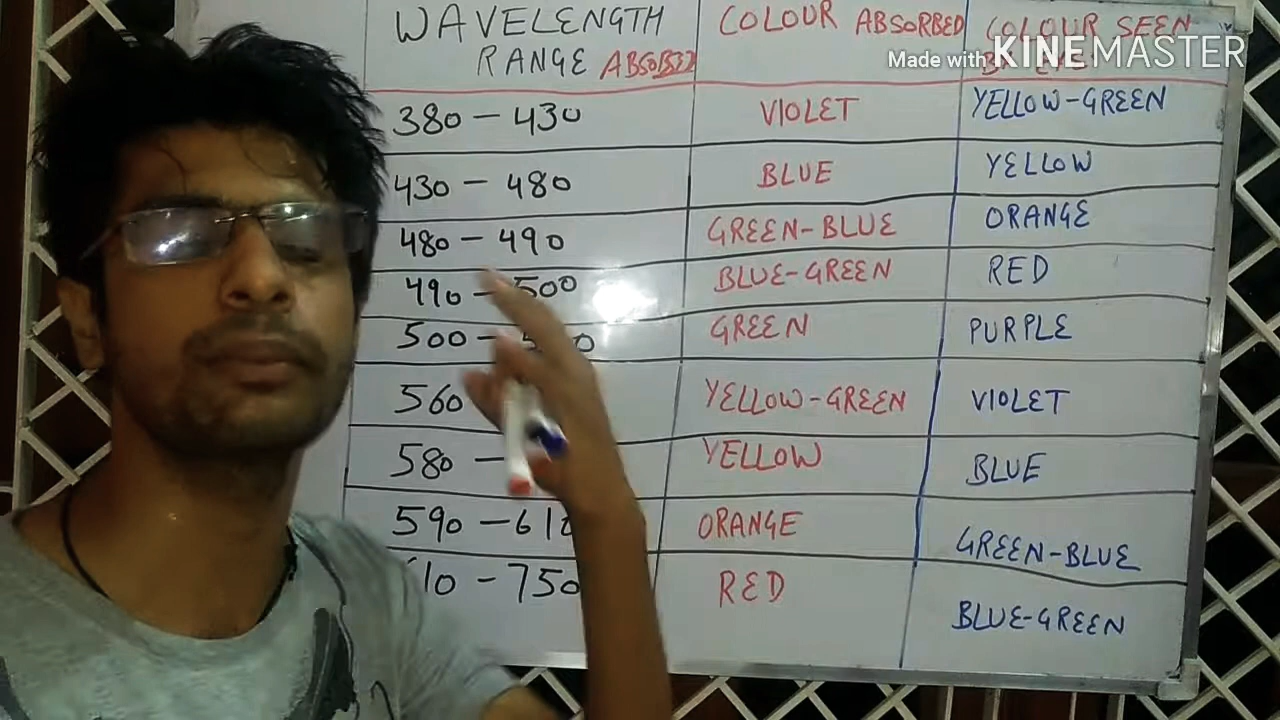 WAVELENGTH
RANGE ABSORBED
COLOUR ABSORBED
COLOUR SEEN
Made with KINEMASTER
380 – 430 VIOLET YELLOW-GREEN
430 – 480 BLUE YELLOW
480 – 490 GREEN-BLUE ORANGE
490 – 500 BLUE-GREEN RED
500 – GREEN PURPLE
560 YELLOW-GREEN VIOLET
580 – YELLOW BLUE
590 – 610 ORANGE GREEN-BLUE
610 – 750 RED BLUE-GREEN